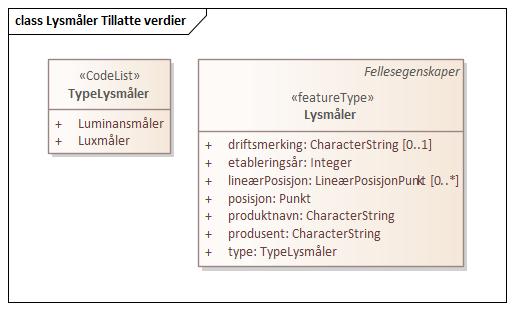 class Lysmåler Tillatte verdier
«CodeList»
TypeLysmåler
+ Luminansmåler
+ Luxmåler
Fellesegenskaper
«featureType»
Lysmåler
+ driftsmerking: CharacterString [0..1]
+ etableringsår: Integer
+ lineærPosisjon: LineærPosisjonPunkt [0..*]
+ posisjon: Punkt
+ produktnavn: CharacterString
+ produsent: CharacterString
+ type: TypeLysmåler